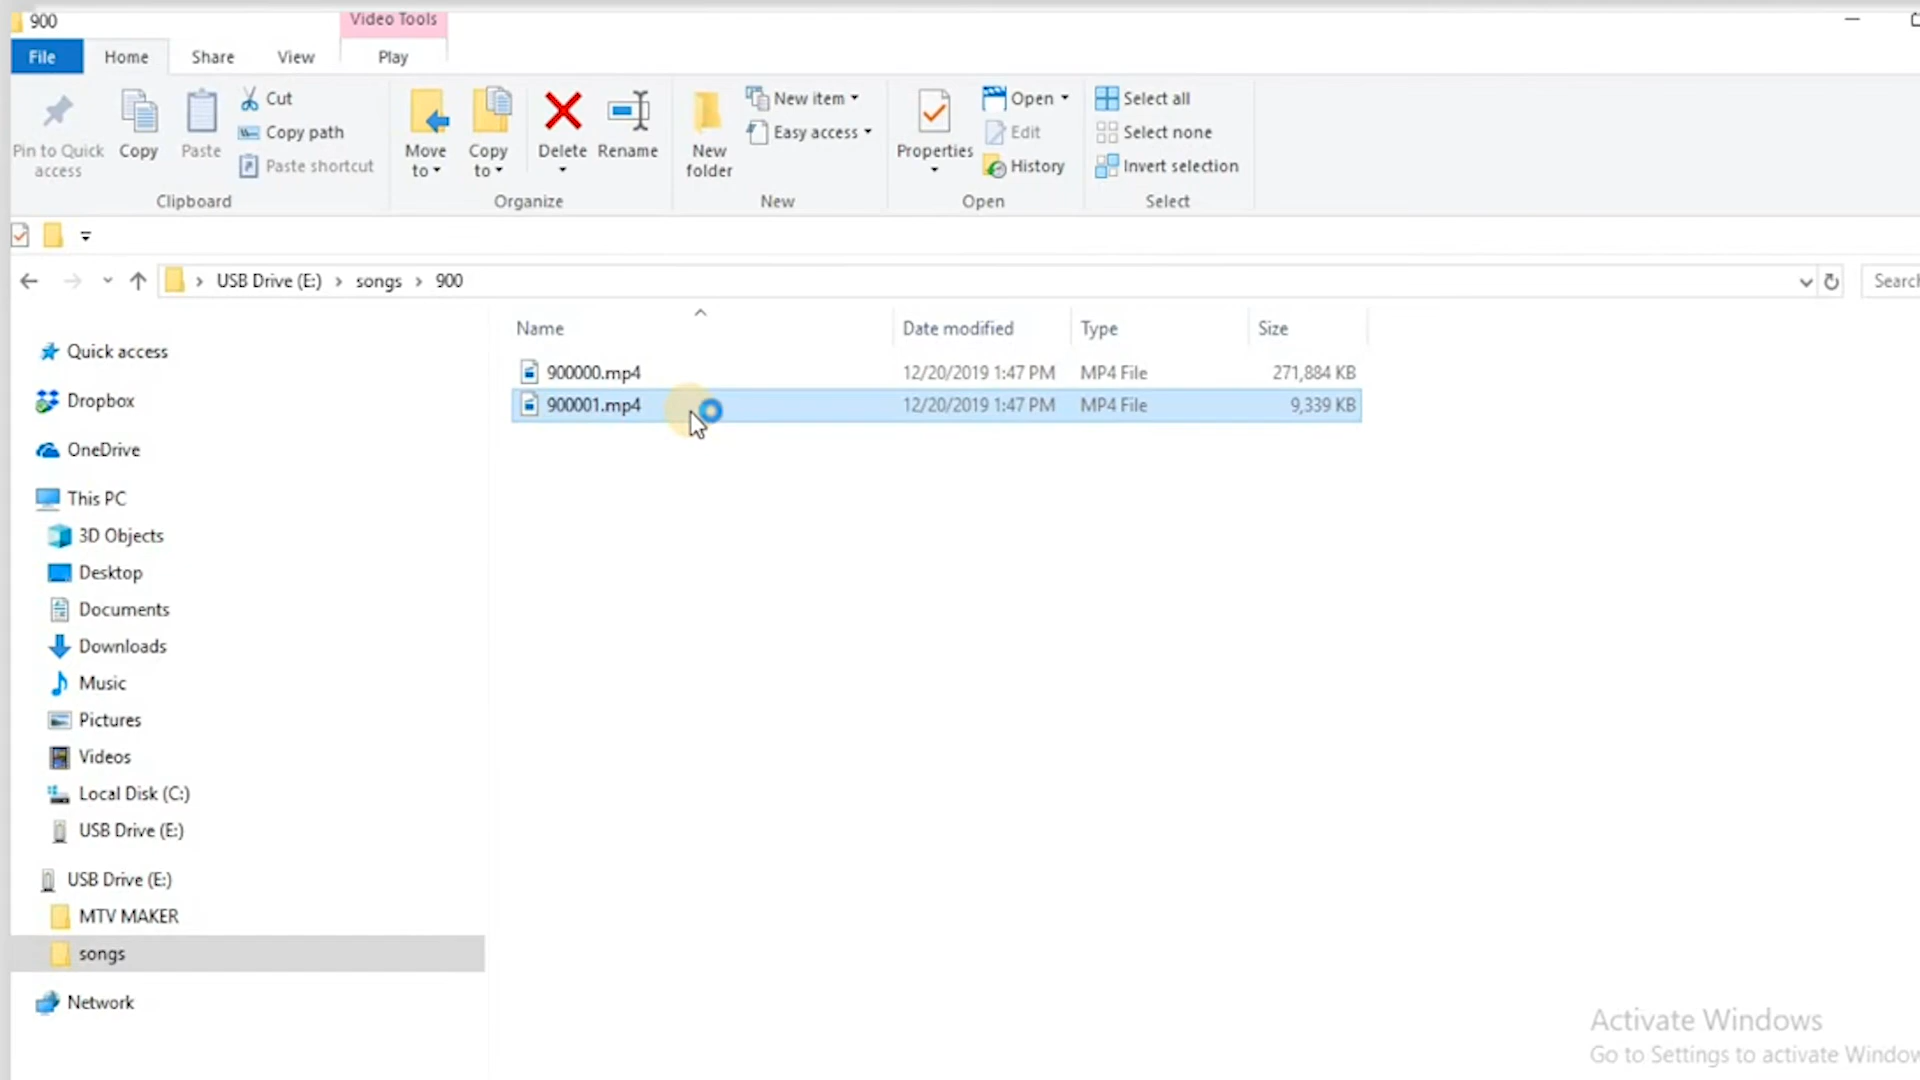 900
Video Tools
File Home Share View Play
Pin to Quick access
Copy
Paste
Cut
Copy path
Paste shortcut
Clipboard
Move to
Copy to
Delete
Rename
Organize
New folder
New item
Easy access
New
Properties
Open
Edit
History
Open
Select all
Select none
Invert selection
Select
USB Drive (E:) › songs › 900
Search
Name Date modified Type Size
900000.mp4 12/20/2019 1:47 PM MP4 File 271,884 KB
900001.mp4 12/20/2019 1:47 PM MP4 File 9,339 KB
Quick access
Dropbox
OneDrive
This PC
3D Objects
Desktop
Documents
Downloads
Music
Pictures
Videos
Local Disk (C:)
USB Drive (E:)
USB Drive (E:)
MTV MAKER
songs
Network
Activate Windows
Go to Settings to activate Window